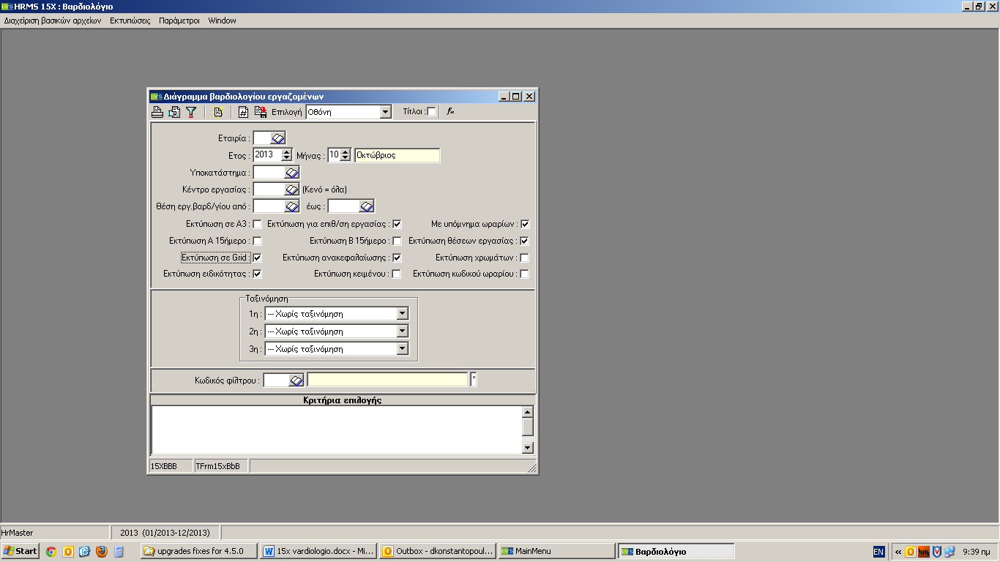 HRMS 15X : Βαρδιολόγιο
Διαχείριση βασικών αρχείων Εκτυπώσεις Παράμετροι Window
Διάγραμμα βαρδιολογίου εργαζομένων
Επιλογή Οθόνη Τίτλοι :
Εταιρία :
Ετος : 2013 Μήνας : 10 Οκτώβριος
Υποκατάστημα :
Κέντρο εργασίας : (Κενό = όλα)
Θέση εργ.βαρδ/γίου από : έως :
Εκτύπωση σε Α3 : Εκτύπωση για επιθ/ση εργασίας : Με υπόμνημα ωραρίων :
Εκτύπωση Α 15ήμερο : Εκτύπωση Β 15ήμερο : Εκτύπωση θέσεων εργασίας :
Εκτύπωση σε Grid : Εκτύπωση ανακεφαλαίωσης : Εκτύπωση χρωμάτων :
Εκτύπωση ειδικότητας : Εκτύπωση κειμένου : Εκτύπωση κωδικού ωραρίου :
Ταξινόμηση
1η : --- Χωρίς ταξινόμηση
2η : --- Χωρίς ταξινόμηση
3η : --- Χωρίς ταξινόμηση
Κωδικός φίλτρου : *
Κριτήρια επιλογής
15XBBB TFrm15xBbB
HrMaster 2013 (01/2013-12/2013)
Start upgrades fixes for 4.5.0 15x vardiologio.docx - Mi... Outbox - dkonstantopoul... MainMenu Βαρδιολόγιο EN « 9:39 πμ